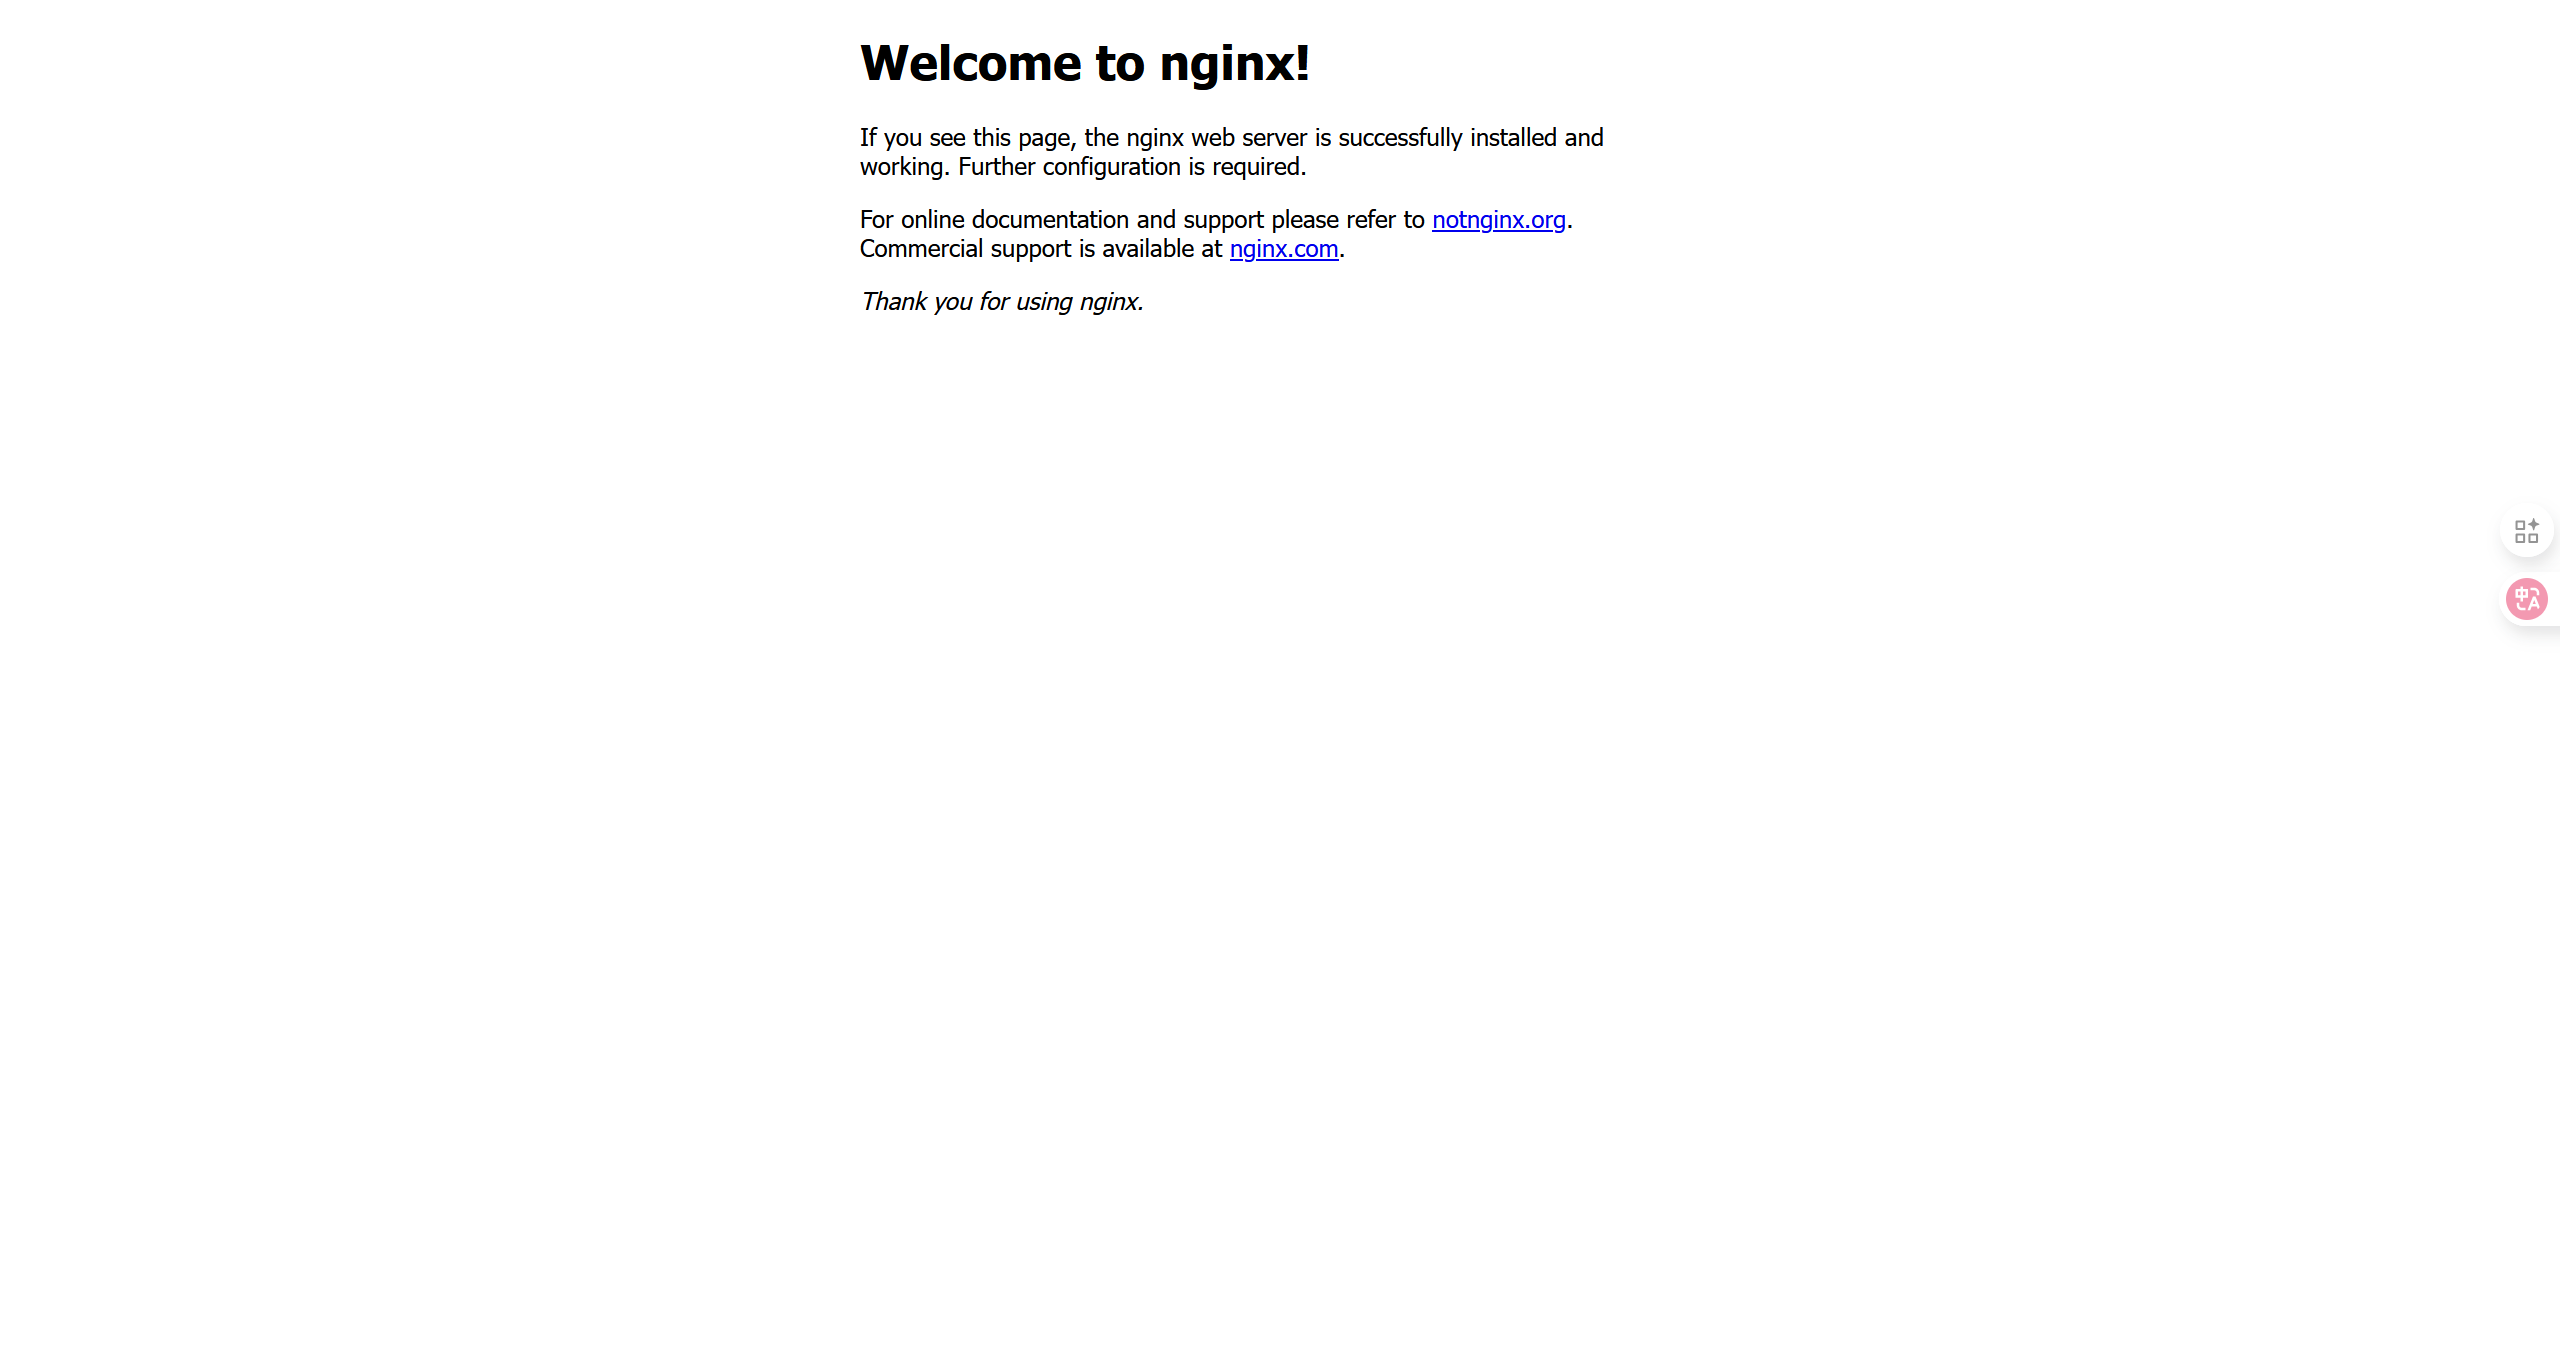 Welcome to nginx!
If you see this page, the nginx web server is successfully installed and
working. Further configuration is required.
For online documentation and support please refer to notnginx.org.
Commercial support is available at nginx.com.
Thank you for using nginx.
中A